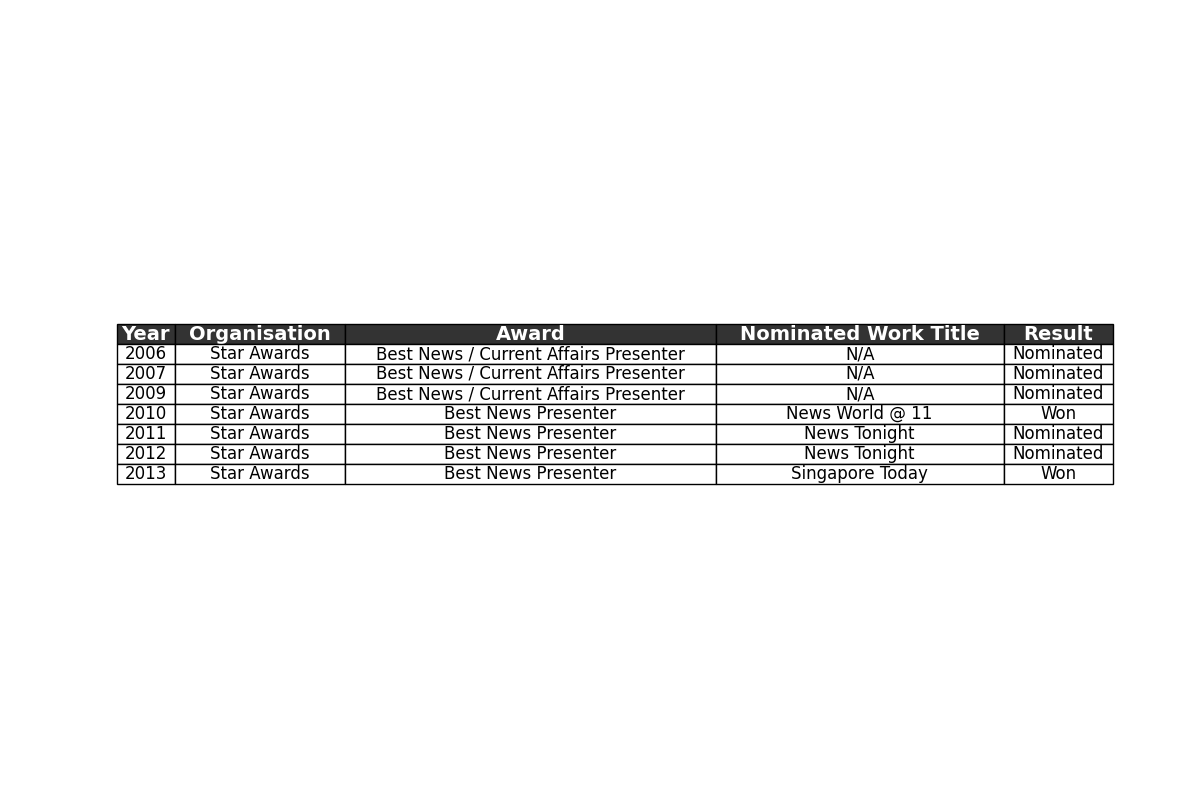 Year Organisation Award Nominated Work Title Result
2006 Star Awards Best News / Current Affairs Presenter N/A Nominated
2007 Star Awards Best News / Current Affairs Presenter N/A Nominated
2009 Star Awards Best News / Current Affairs Presenter N/A Nominated
2010 Star Awards Best News Presenter News World @ 11 Won
2011 Star Awards Best News Presenter News Tonight Nominated
2012 Star Awards Best News Presenter News Tonight Nominated
2013 Star Awards Best News Presenter Singapore Today Won